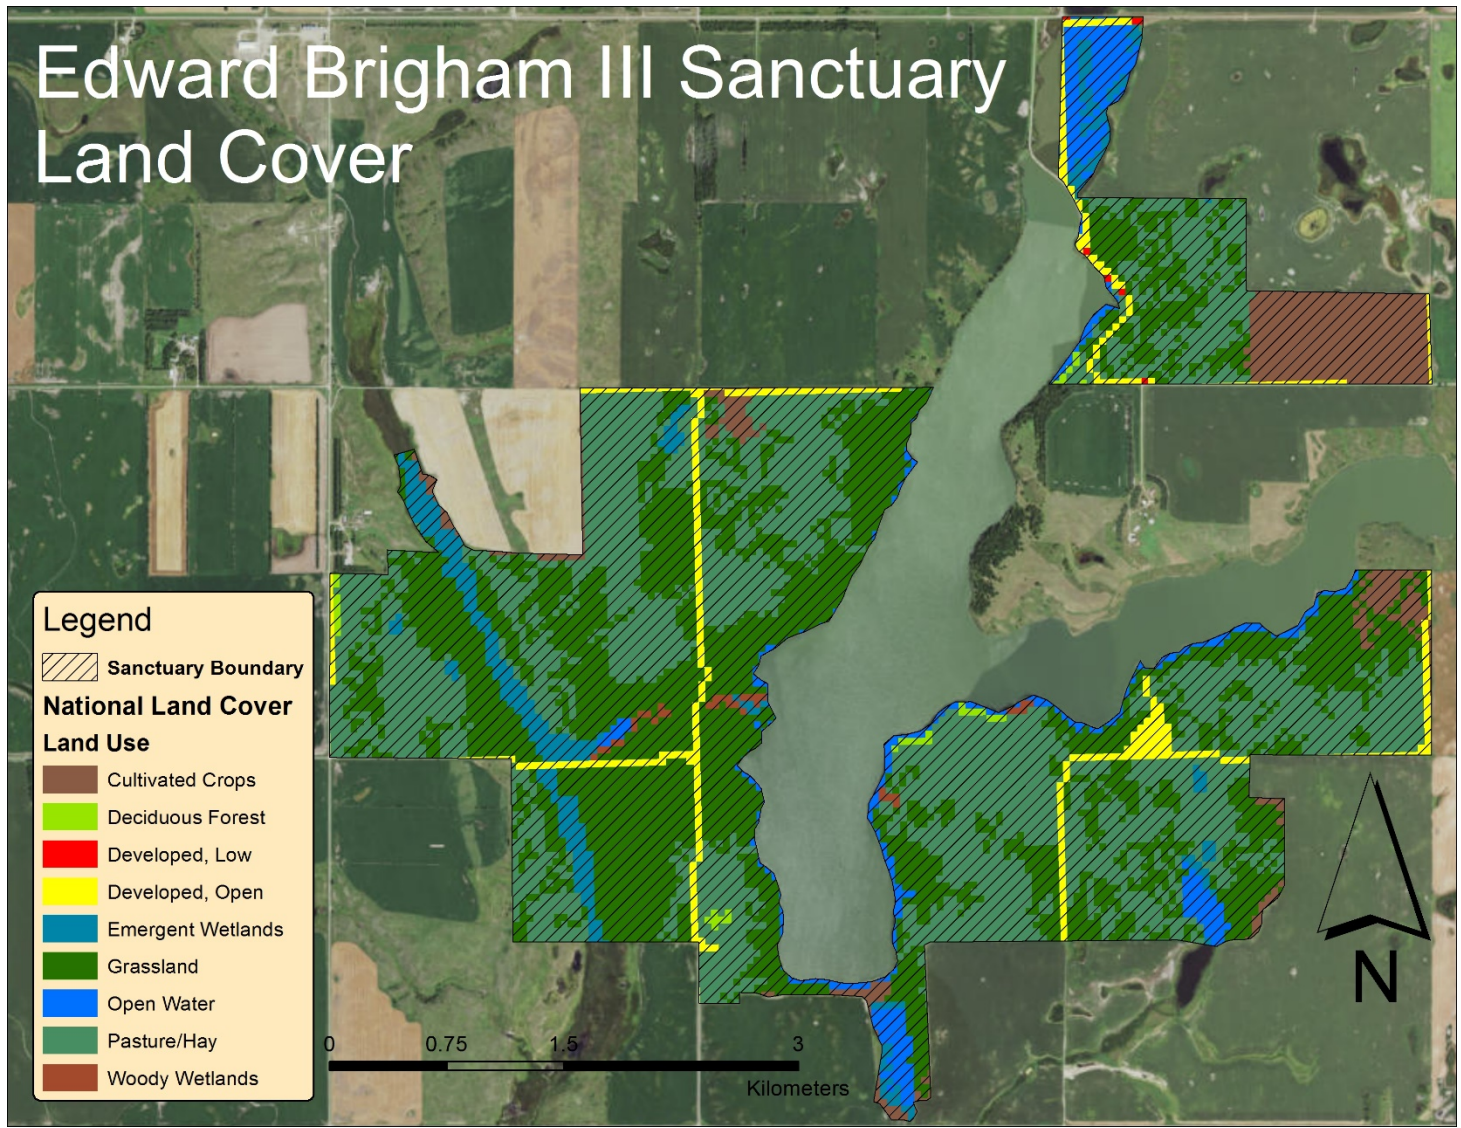 Edward Brigham III Sanctuary
Land Cover
Legend
Sanctuary Boundary
National Land Cover
Land Use
Cultivated Crops
Deciduous Forest
Developed, Low
Developed, Open
Emergent Wetlands
Grassland
Open Water
Pasture/Hay
Woody Wetlands
0 0.75 1.5 3
Kilometers
N